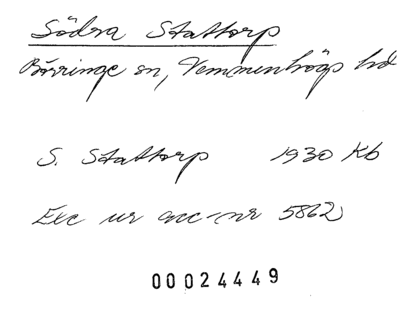 Södra Stattorp
Börringe sn, Vemmenhögs hd
S. Stattorp 1930 Kb
Exc ur acc-nr 5862
00024449